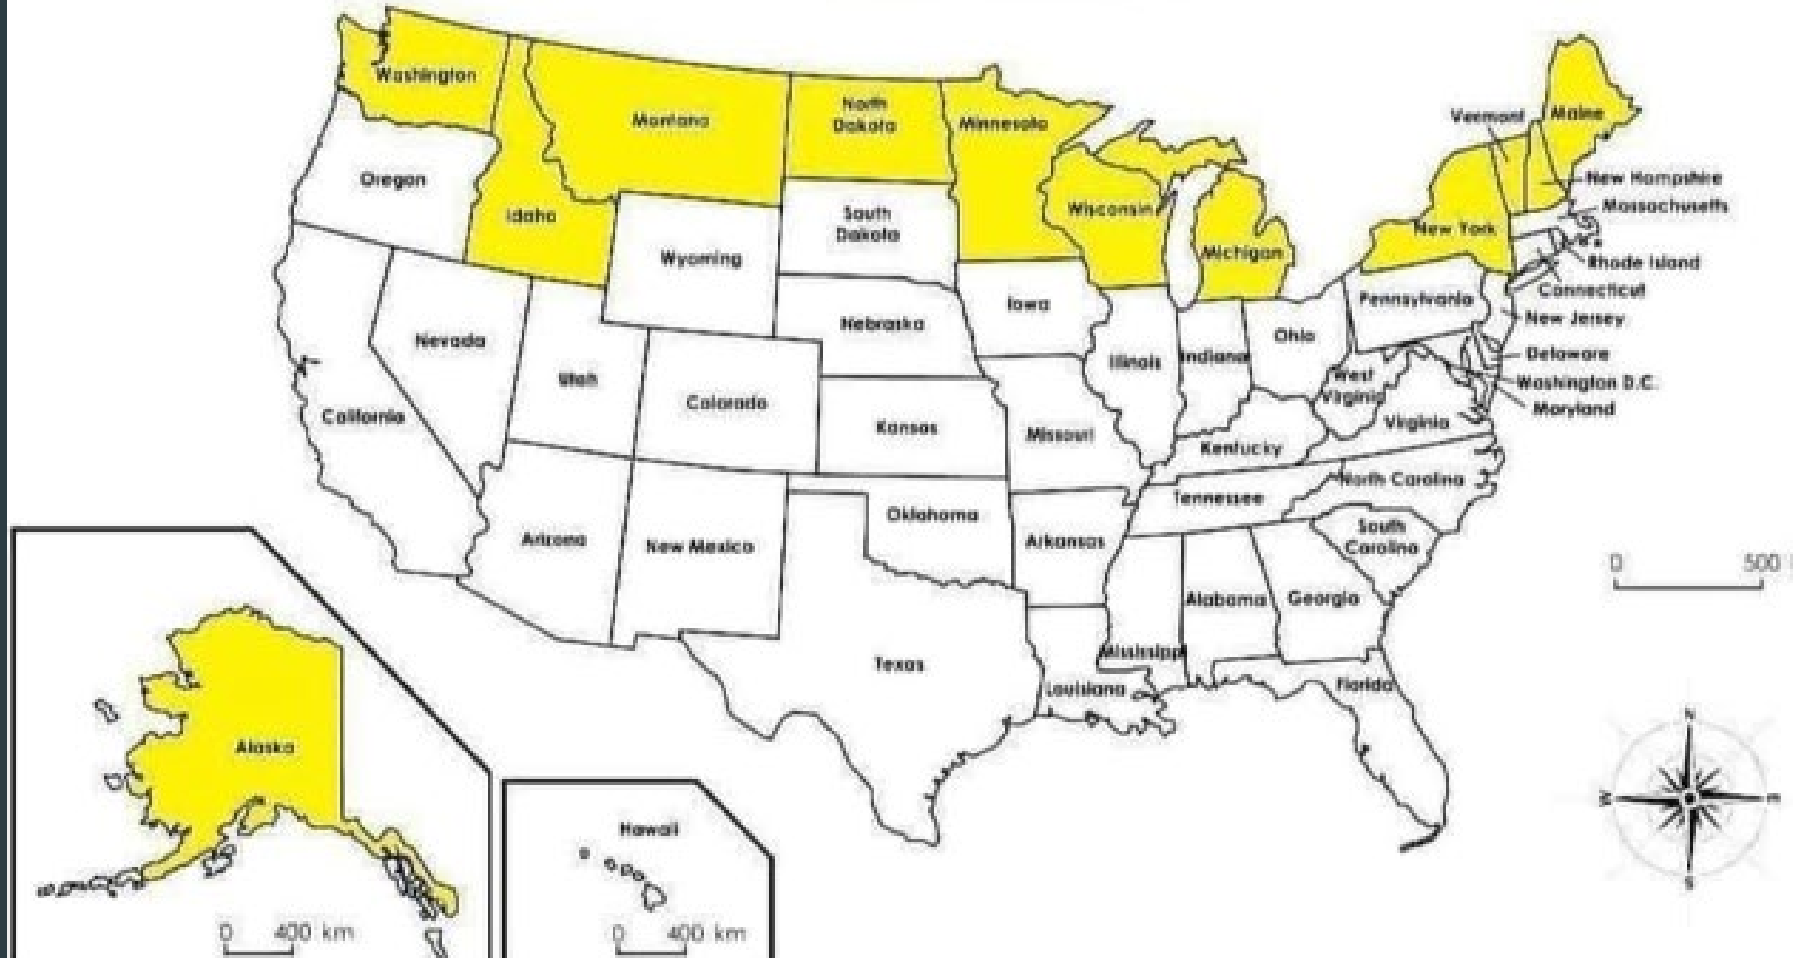 Washington
Montana
North
Dakota
Minnesota
Vermont
Maine
Oregon
Idaho
Wyoming
South
Dakota
Wisconsin
Michigan
New York
New Hampshire
Massachusetts
Rhode Island
Connecticut
New Jersey
Delaware
Washington D.C.
Maryland
Pennsylvania
Iowa
Nebraska
Nevada
Utah
Colorado
California
Kansas
Missouri
Illinois
Indiana
Ohio
West
Virginia
Virginia
Kentucky
North Carolina
Tennessee
South
Carolina
Arizona
New Mexico
Oklahoma
Arkansas
Texas
Louisiana
Mississippi
Alabama
Georgia
Florida
0 500
N
W
E
S
Alaska
0 400 km
Hawaii
0 400 km